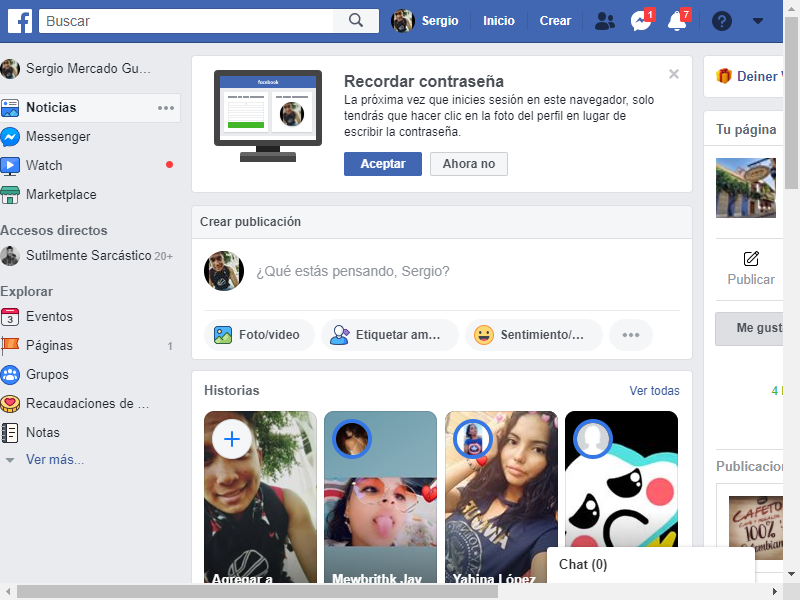 Buscar
Sergio
Inicio
Crear
1
7
Sergio Mercado Gu...
Noticias
Messenger
Watch
Marketplace
Accesos directos
Sutilmente Sarcástico 20+
Explorar
3
Eventos
Páginas 1
Grupos
Recaudaciones de ...
Notas
Ver más...
facebook
Recordar contraseña
La próxima vez que inicies sesión en este navegador, solo
tendrás que hacer clic en la foto del perfil en lugar de
escribir la contraseña.
Aceptar
Ahora no
Crear publicación
¿Qué estás pensando, Sergio?
Foto/video
Etiquetar am...
Sentimiento/...
Historias
Ver todas
Agregar a
Mewbrithk Jay
Yahina López
Deiner
Tu página
Publicar
Me gust
4
Publicacion
CAFETO
100%
Colombian
Chat (0)